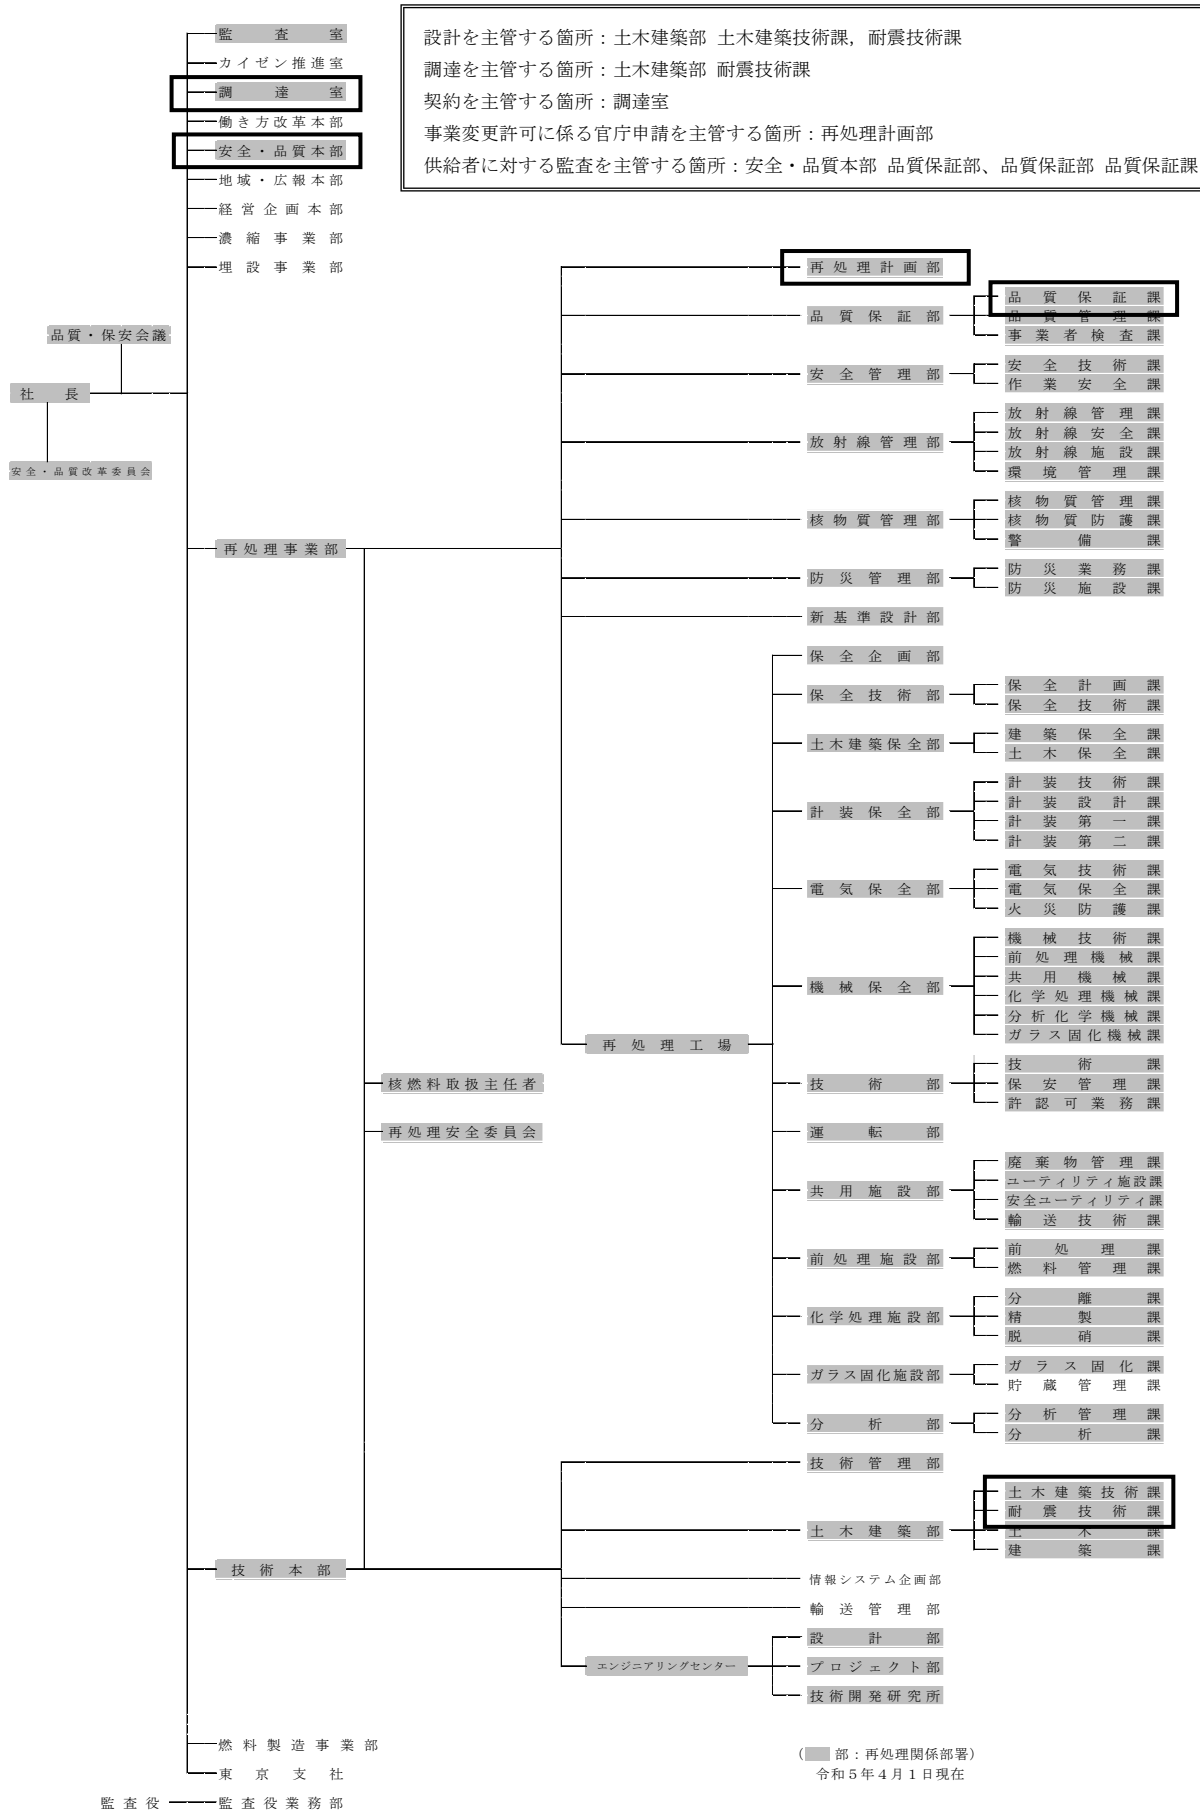 設計を主管する箇所：土木建築部 土木建築技術課，耐震技術課
調達を主管する箇所：土木建築部 耐震技術課
契約を主管する箇所：調達室
事業変更許可に係る官庁申請を主管する箇所：再処理計画部
供給者に対する監査を主管する箇所：安全・品質本部 品質保証部、品質保証部 品質保証課
監査室
カイゼン推進室
調達室
働き方改革本部
安全・品質本部
地域・広報本部
経営企画本部
濃縮事業部
埋設事業部
品質・保安会議
社長
安全・品質改革委員会
再処理事業部
再処理計画部
品質保証部
品質保証課
品質管理課
事業者検査課
安全管理部
安全技術課
作業安全課
放射線管理部
放射線管理課
放射線安全課
放射線施設課
環境管理課
核物質管理部
核物質管理課
核物質防護課
警備課
防災管理部
防災業務課
防災施設課
新基準設計部
再処理工場
保全企画部
保全技術部
保全計画課
保全技術課
土木建築保全部
建築保全課
土木保全課
計装保全部
計装技術課
計装設計課
計装第一課
計装第二課
電気保全部
電気技術課
電気保全課
火災防護課
機械保全部
機械技術課
前処理機械課
共用機械課
化学処理機械課
分析化学機械課
ガラス固化機械課
技術部
技術課
保安管理課
許認可業務課
運転部
共用施設部
廃棄物管理課
ユーティリティ施設課
安全ユーティリティ課
輸送技術課
前処理施設部
前処理課
燃料管理課
化学処理施設部
分離課
精製課
脱硝課
ガラス固化施設部
ガラス固化課
貯蔵管理課
分析部
分析管理課
分析課
核燃料取扱主任者
再処理安全委員会
技術本部
技術管理部
土木建築部
土木建築技術課
耐震技術課
土木課
建築課
情報システム企画部
輸送管理部
エンジニアリングセンター
設計部
プロジェクト部
技術開発研究所
燃料製造事業部
東京支社
監査役
監査役業務部
（ 部：再処理関係部署）
令和５年４月１日現在